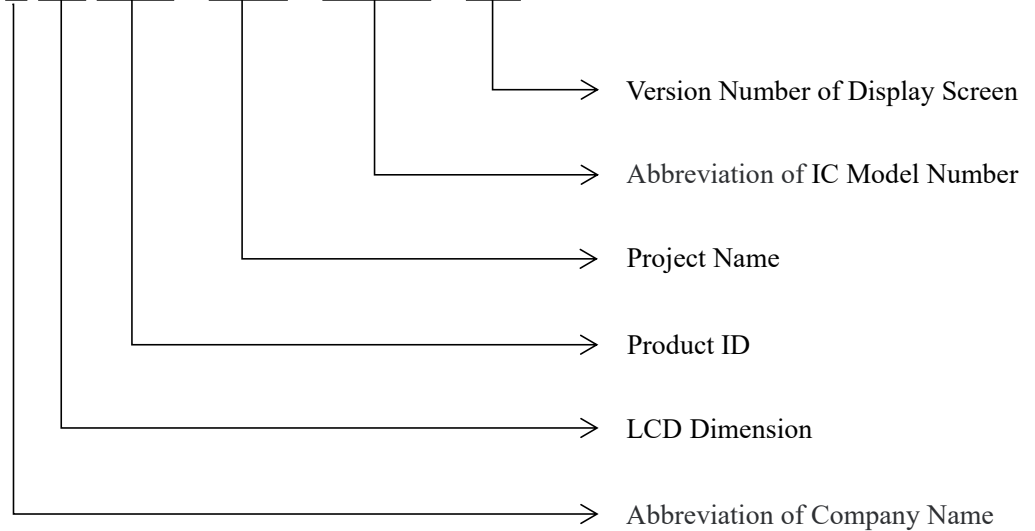 Version Number of Display Screen
Abbreviation of IC Model Number
Project Name
Product ID
LCD Dimension
Abbreviation of Company Name